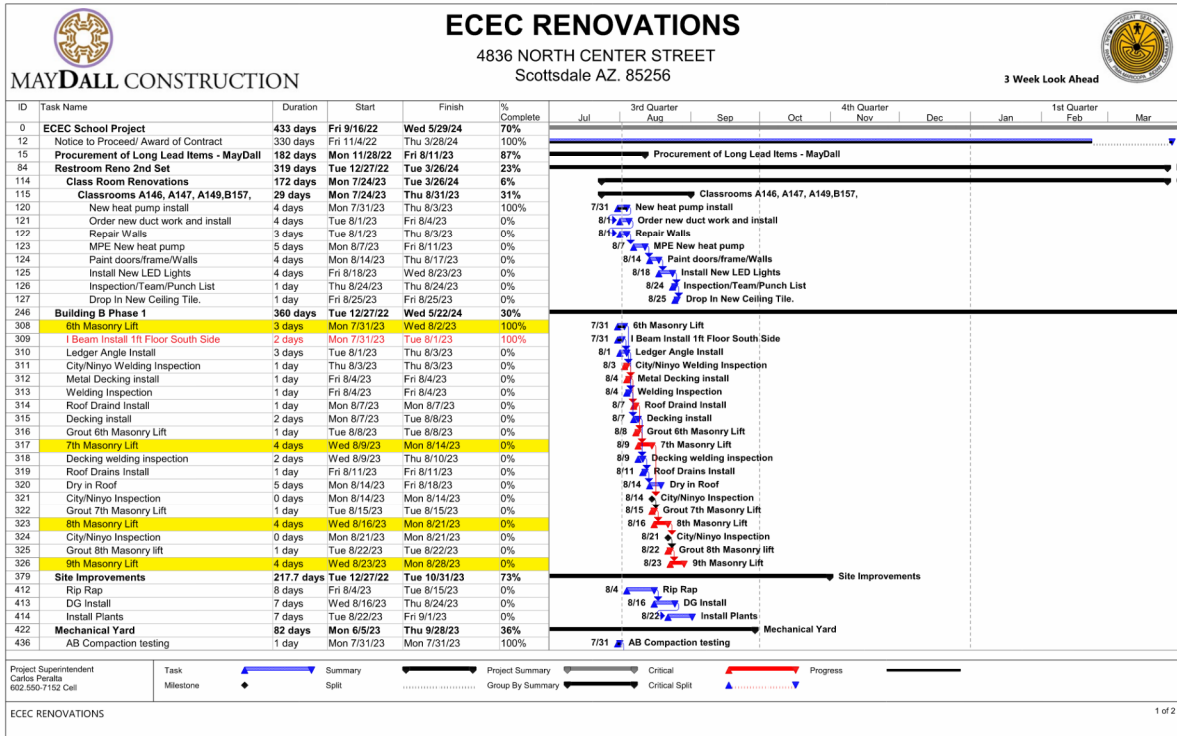 ECEC RENOVATIONS
4836 NORTH CENTER STREET
Scottsdale AZ. 85256
MAYDALL CONSTRUCTION
3 Week Look Ahead
GREAT SEAL
ID Task Name Duration Start Finish % Complete
3rd Quarter 4th Quarter 1st Quarter
Jul Aug Sep Oct Nov Dec Jan Feb Mar
0 ECEC School Project 433 days Fri 9/16/22 Wed 5/29/24 70%
12 Notice to Proceed/ Award of Contract 330 days Fri 11/4/22 Thu 3/28/24 100%
15 Procurement of Long Lead Items - MayDall 182 days Mon 11/28/22 Fri 8/11/23 87% Procurement of Long Lead Items - MayDall
84 Restroom Reno 2nd Set 319 days Tue 12/27/22 Tue 3/26/24 23%
114 Class Room Renovations 172 days Mon 7/24/23 Tue 3/26/24 6%
115 Classrooms A146, A147, A149,B157, 29 days Mon 7/24/23 Thu 8/31/23 31% Classrooms A146, A147, A149,B157,
120 New heat pump install 4 days Mon 7/31/23 Thu 8/3/23 100% 7/31 New heat pump install
121 Order new duct work and install 4 days Tue 8/1/23 Fri 8/4/23 0% 8/1 Order new duct work and install
122 Repair Walls 3 days Tue 8/1/23 Thu 8/3/23 0% 8/1 Repair Walls
123 MPE New heat pump 5 days Mon 8/7/23 Fri 8/11/23 0% 8/7 MPE New heat pump
124 Paint doors/frame/Walls 4 days Mon 8/14/23 Thu 8/17/23 0% 8/14 Paint doors/frame/Walls
125 Install New LED Lights 4 days Fri 8/18/23 Wed 8/23/23 0% 8/18 Install New LED Lights
126 Inspection/Team/Punch List 1 day Thu 8/24/23 Thu 8/24/23 0% 8/24 Inspection/Team/Punch List
127 Drop In New Ceiling Tile. 1 day Fri 8/25/23 Fri 8/25/23 0% 8/25 Drop In New Ceiling Tile.
246 Building B Phase 1 360 days Tue 12/27/22 Wed 5/22/24 30%
308 6th Masonry Lift 3 days Mon 7/31/23 Wed 8/2/23 100% 7/31 6th Masonry Lift
309 I Beam Install 1ft Floor South Side 2 days Mon 7/31/23 Tue 8/1/23 100% 7/31 I Beam Install 1ft Floor South Side
310 Ledger Angle Install 3 days Tue 8/1/23 Thu 8/3/23 0% 8/1 Ledger Angle Install
311 City/Ninyo Welding Inspection 1 day Thu 8/3/23 Thu 8/3/23 0% 8/3 City/Ninyo Welding Inspection
312 Metal Decking install 1 day Fri 8/4/23 Fri 8/4/23 0% 8/4 Metal Decking install
313 Welding Inspection 1 day Fri 8/4/23 Fri 8/4/23 0% 8/4 Welding Inspection
314 Roof Draind Install 1 day Mon 8/7/23 Mon 8/7/23 0% 8/7 Roof Draind Install
315 Decking install 2 days Mon 8/7/23 Tue 8/8/23 0% 8/7 Decking install
316 Grout 6th Masonry Lift 1 day Tue 8/8/23 Tue 8/8/23 0% 8/8 Grout 6th Masonry Lift
317 7th Masonry Lift 4 days Wed 8/9/23 Mon 8/14/23 0% 8/9 7th Masonry Lift
318 Decking welding inspection 2 days Wed 8/9/23 Thu 8/10/23 0% 8/9 Decking welding inspection
319 Roof Drains Install 1 day Fri 8/11/23 Fri 8/11/23 0% 8/11 Roof Drains Install
320 Dry in Roof 5 days Mon 8/14/23 Fri 8/18/23 0% 8/14 Dry in Roof
321 City/Ninyo Inspection 0 days Mon 8/14/23 Mon 8/14/23 0% 8/14 City/Ninyo Inspection
322 Grout 7th Masonry Lift 1 day Tue 8/15/23 Tue 8/15/23 0% 8/15 Grout 7th Masonry Lift
323 8th Masonry Lift 4 days Wed 8/16/23 Mon 8/21/23 0% 8/16 8th Masonry Lift
324 City/Ninyo Inspection 0 days Mon 8/21/23 Mon 8/21/23 0% 8/21 City/Ninyo Inspection
325 Grout 8th Masonry lift 1 day Tue 8/22/23 Tue 8/22/23 0% 8/22 Grout 8th Masonry lift
326 9th Masonry Lift 4 days Wed 8/23/23 Mon 8/28/23 0% 8/23 9th Masonry Lift
379 Site Improvements 217.7 days Tue 12/27/22 Tue 10/31/23 73% Site Improvements
412 Rip Rap 8 days Fri 8/4/23 Tue 8/15/23 0% 8/4 Rip Rap
413 DG Install 7 days Wed 8/16/23 Thu 8/24/23 0% 8/16 DG Install
414 Install Plants 7 days Tue 8/22/23 Fri 9/1/23 0% 8/22 Install Plants
422 Mechanical Yard 82 days Mon 6/5/23 Thu 9/28/23 36% Mechanical Yard
436 AB Compaction testing 1 day Mon 7/31/23 Mon 7/31/23 100% 7/31 AB Compaction testing
Project Superintendent
Carlos Peralta
602.550-7152 Cell
Task Summary Project Summary Critical Progress
Milestone Split Group By Summary Critical Split
ECEC RENOVATIONS
1 of 2